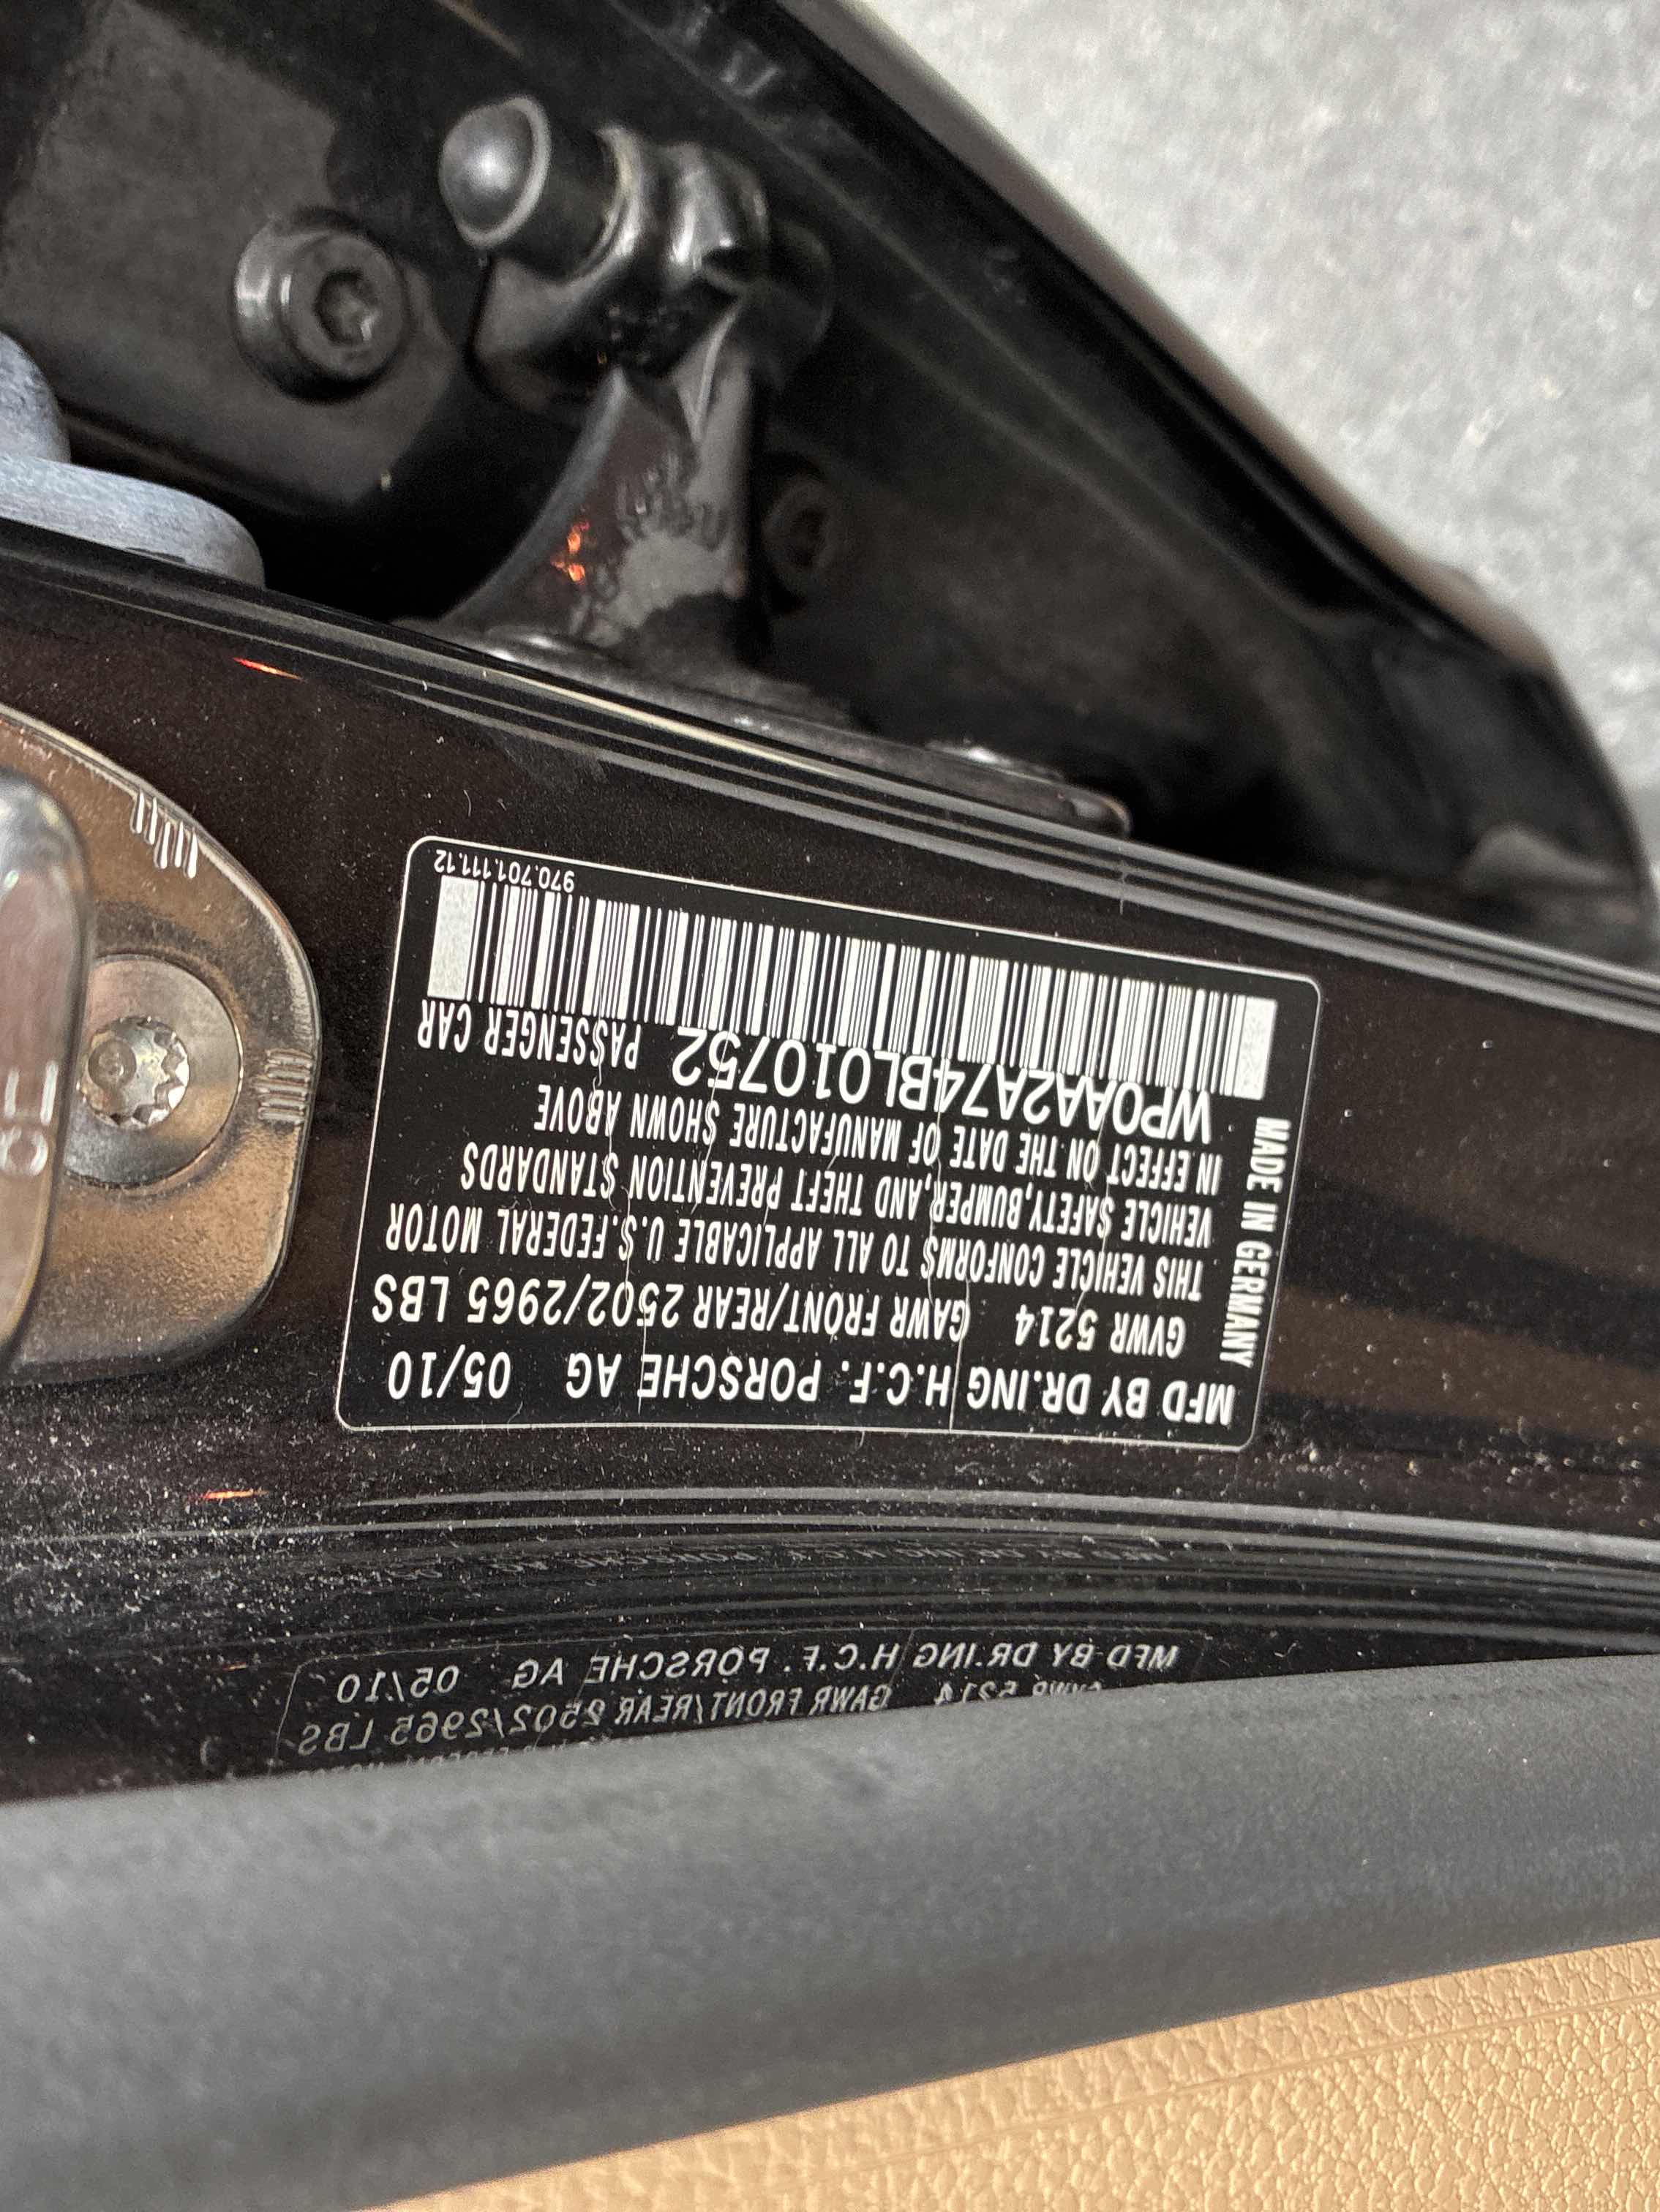 MFD BY DR.ING H.C.F. PORSCHE AG 05/10
GVWR 5214 GAWR FRONT/REAR 2502/2965 LBS
THIS VEHICLE CONFORMS TO ALL APPLICABLE U.S.FEDERAL MOTOR
VEHICLE SAFETY,BUMPER,AND THEFT PREVENTION STANDARDS
IN EFFECT ON THE DATE OF MANUFACTURE SHOWN ABOVE
WP0AA2A74BL010752 PASSENGER CAR
970.701.111.12
MADE IN GERMANY
MFD BY DR.ING H.C.F. PORSCHE AG 05/10
GVWR 5214 GAWR FRONT/REAR 2502/2965 LBS